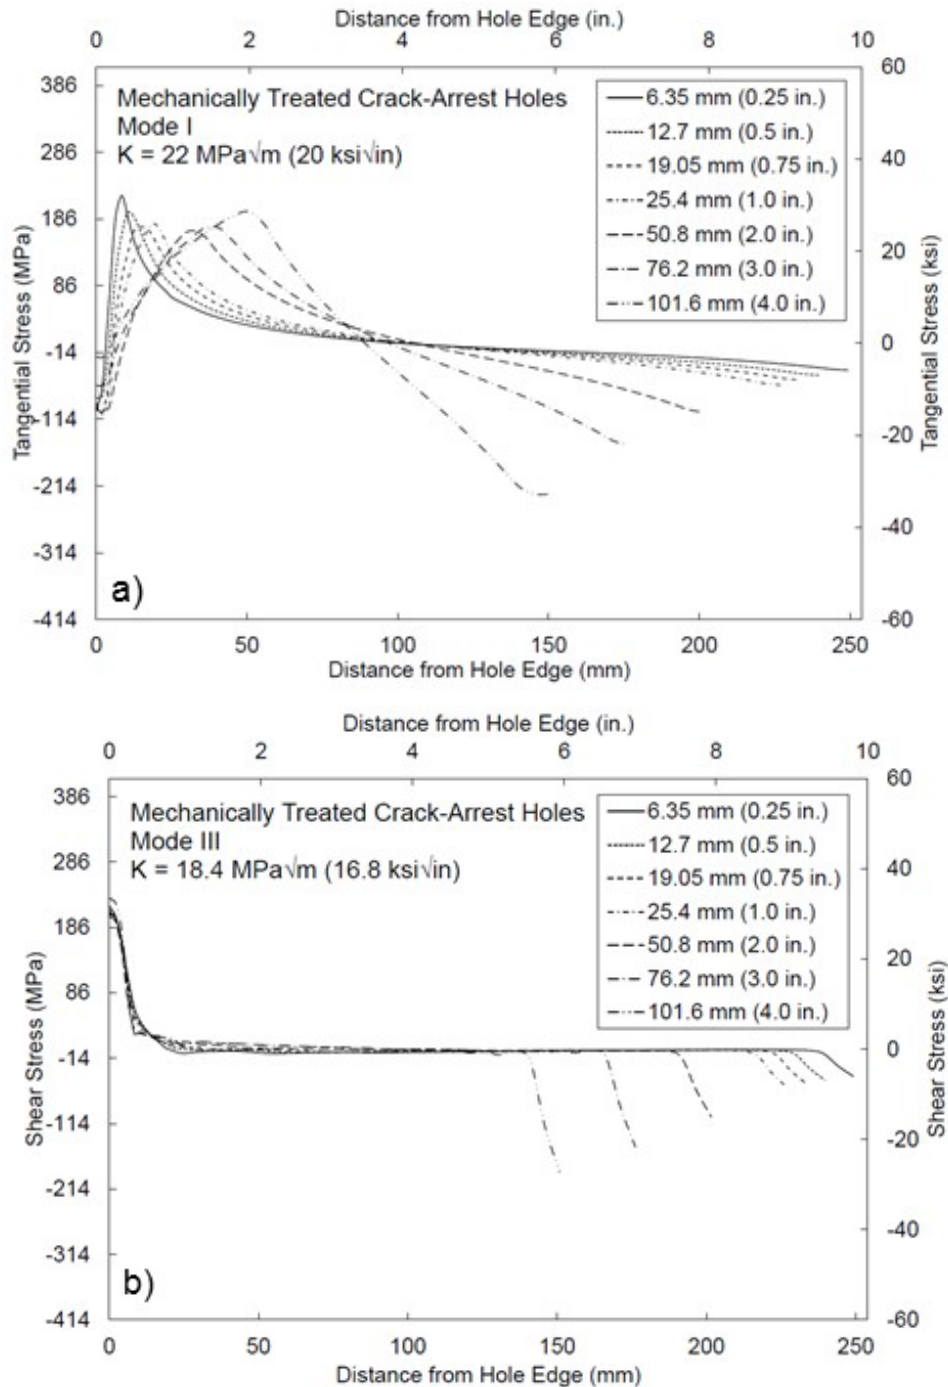 Distance from Hole Edge (in.)
0 2 4 6 8 10
Mechanically Treated Crack-Arrest Holes
Mode I
K = 22 MPa√m (20 ksi√in)
6.35 mm (0.25 in.)
12.7 mm (0.5 in.)
19.05 mm (0.75 in.)
25.4 mm (1.0 in.)
50.8 mm (2.0 in.)
76.2 mm (3.0 in.)
101.6 mm (4.0 in.)
Tangential Stress (MPa)
386
286
186
86
-14
-114
-214
-314
-414
Tangential Stress (ksi)
60
40
20
0
-20
-40
-60
a)
0 50 100 150 200 250
Distance from Hole Edge (mm)
Distance from Hole Edge (in.)
0 2 4 6 8 10
Mechanically Treated Crack-Arrest Holes
Mode III
K = 18.4 MPa√m (16.8 ksi√in)
6.35 mm (0.25 in.)
12.7 mm (0.5 in.)
19.05 mm (0.75 in.)
25.4 mm (1.0 in.)
50.8 mm (2.0 in.)
76.2 mm (3.0 in.)
101.6 mm (4.0 in.)
Shear Stress (MPa)
386
286
186
86
-14
-114
-214
-314
-414
Shear Stress (ksi)
60
40
20
0
-20
-40
-60
b)
0 50 100 150 200 250
Distance from Hole Edge (mm)